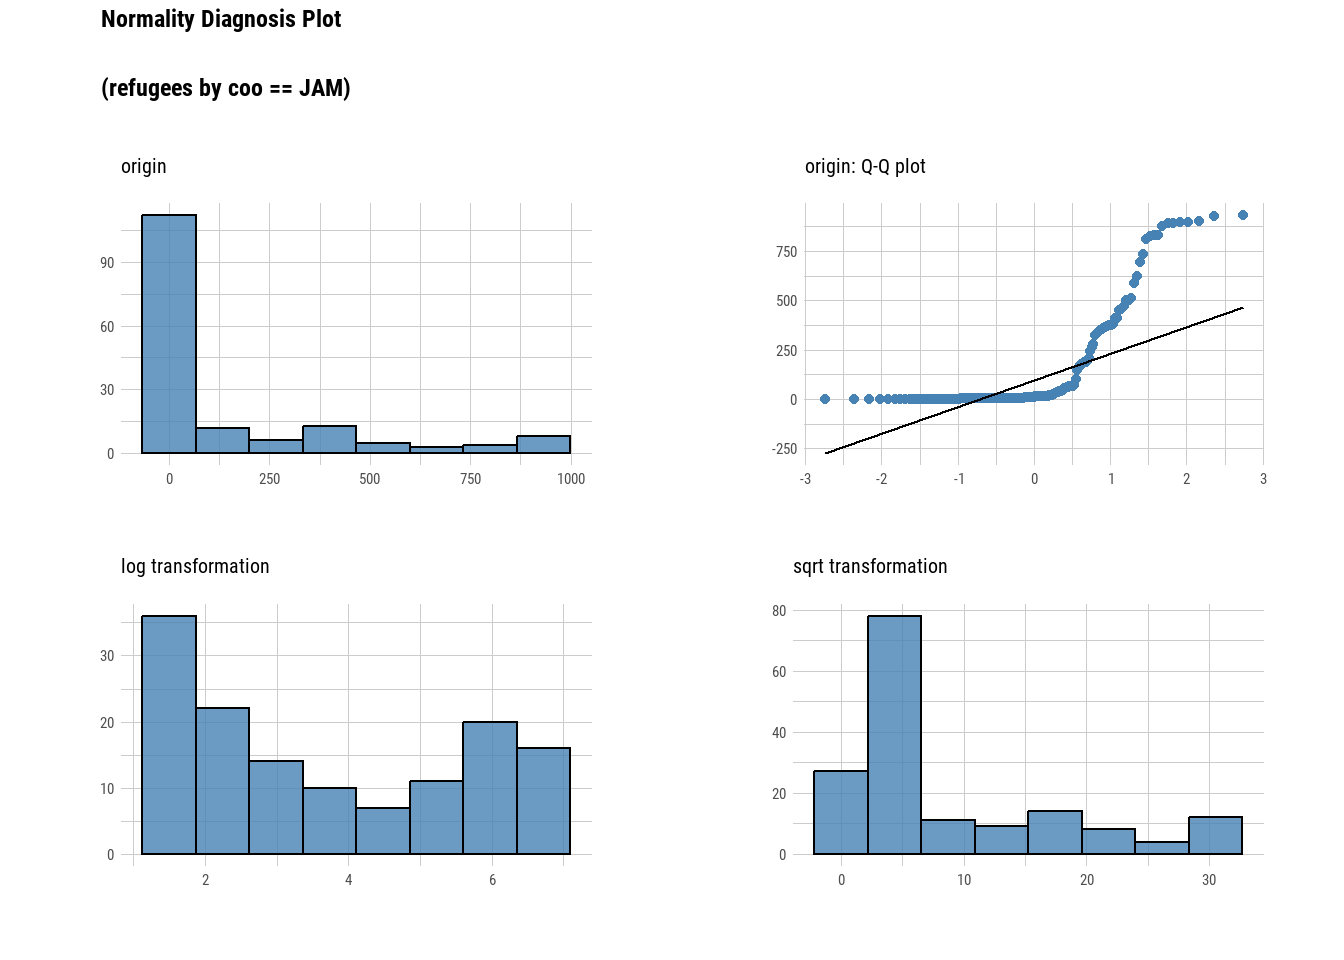 Normality Diagnosis Plot
(refugees by coo == JAM)
origin
90
60
30
0
0 250 500 750 1000
origin: Q-Q plot
750
500
250
0
-250
-3 -2 -1 0 1 2 3
log transformation
30
20
10
0
2 4 6
sqrt transformation
80
60
40
20
0
0 10 20 30